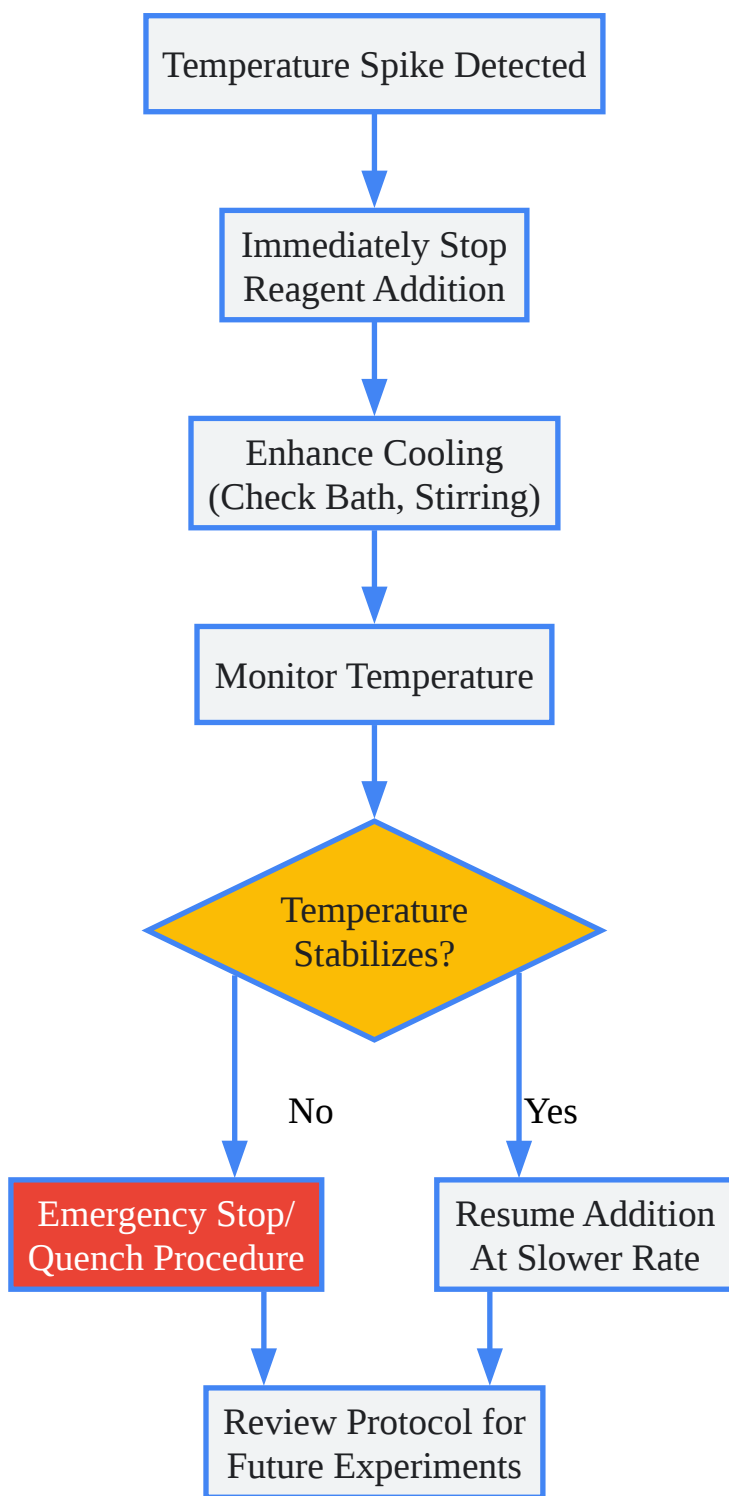 Temperature Spike Detected
Immediately Stop
Reagent Addition
Enhance Cooling
(Check Bath, Stirring)
Monitor Temperature
Temperature
Stabilizes?
No
Yes
Emergency Stop/
Quench Procedure
Resume Addition
At Slower Rate
Review Protocol for
Future Experiments